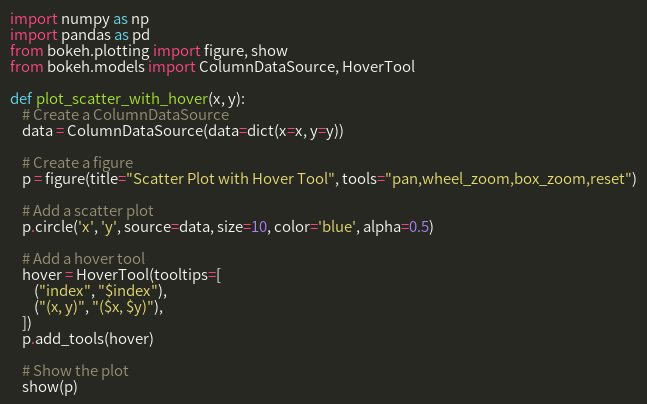 import numpy as np
import pandas as pd
from bokeh.plotting import figure, show
from bokeh.models import ColumnDataSource, HoverTool

def plot_scatter_with_hover(x, y):
    # Create a ColumnDataSource
    data = ColumnDataSource(data=dict(x=x, y=y))

    # Create a figure
    p = figure(title="Scatter Plot with Hover Tool", tools="pan,wheel_zoom,box_zoom,reset")

    # Add a scatter plot
    p.circle('x', 'y', source=data, size=10, color='blue', alpha=0.5)

    # Add a hover tool
    hover = HoverTool(tooltips=[
        ("index", "$index"),
        ("(x, y)", "($x, $y)"),
    ])
    p.add_tools(hover)

    # Show the plot
    show(p)